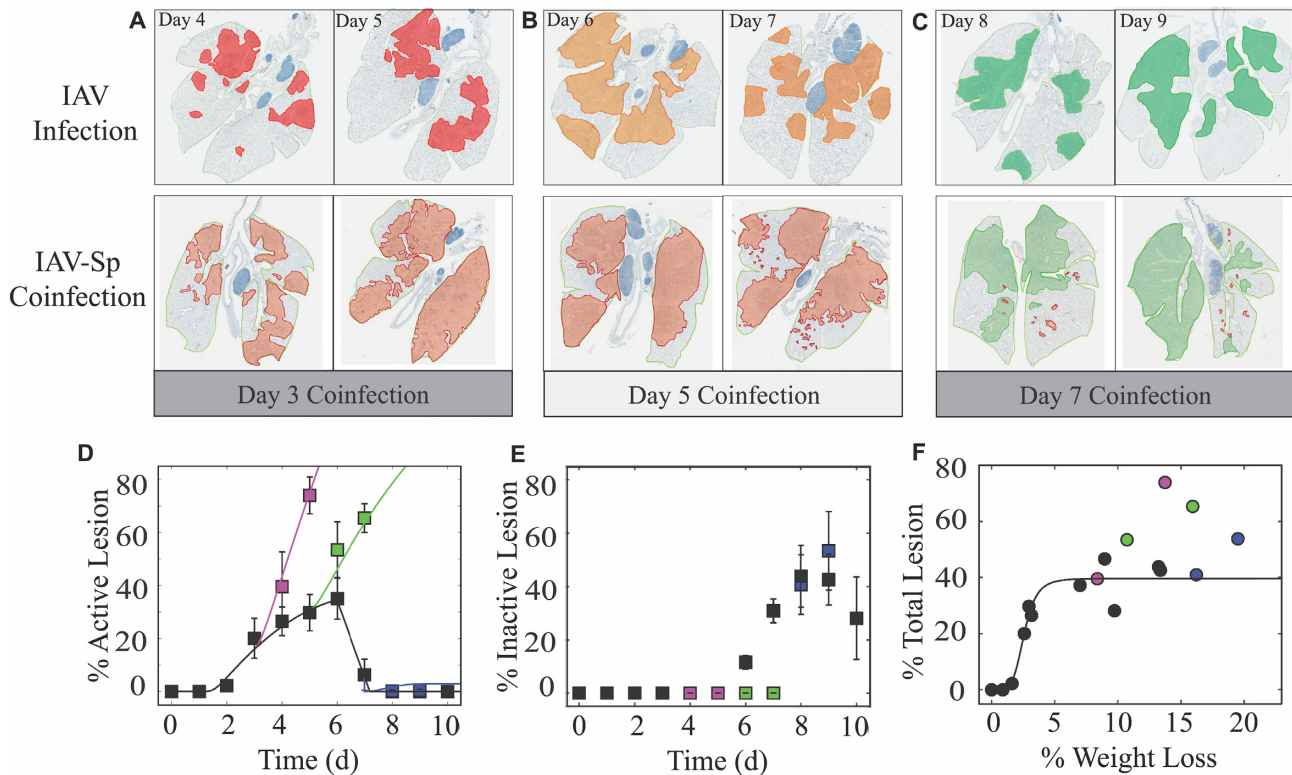 A Day 4 Day 5 B Day 6 Day 7 C Day 8 Day 9
IAV
Infection
IAV-Sp
Coinfection
Day 3 Coinfection Day 5 Coinfection Day 7 Coinfection
D
% Active Lesion
80
60
40
20
0
0 2 4 6 8 10
Time (d)
E
% Inactive Lesion
80
60
40
20
0
0 2 4 6 8 10
Time (d)
F
% Total Lesion
80
60
40
20
0
0 5 10 15 20
% Weight Loss